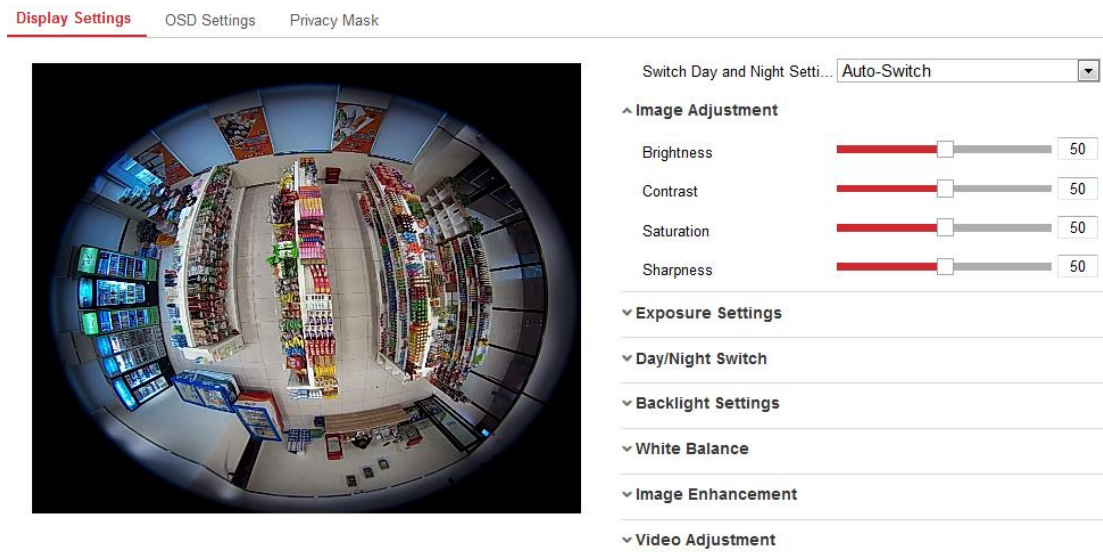 Display Settings OSD Settings Privacy Mask
Switch Day and Night Setti... Auto-Switch
Image Adjustment
Brightness 50
Contrast 50
Saturation 50
Sharpness 50
Exposure Settings
Day/Night Switch
Backlight Settings
White Balance
Image Enhancement
Video Adjustment